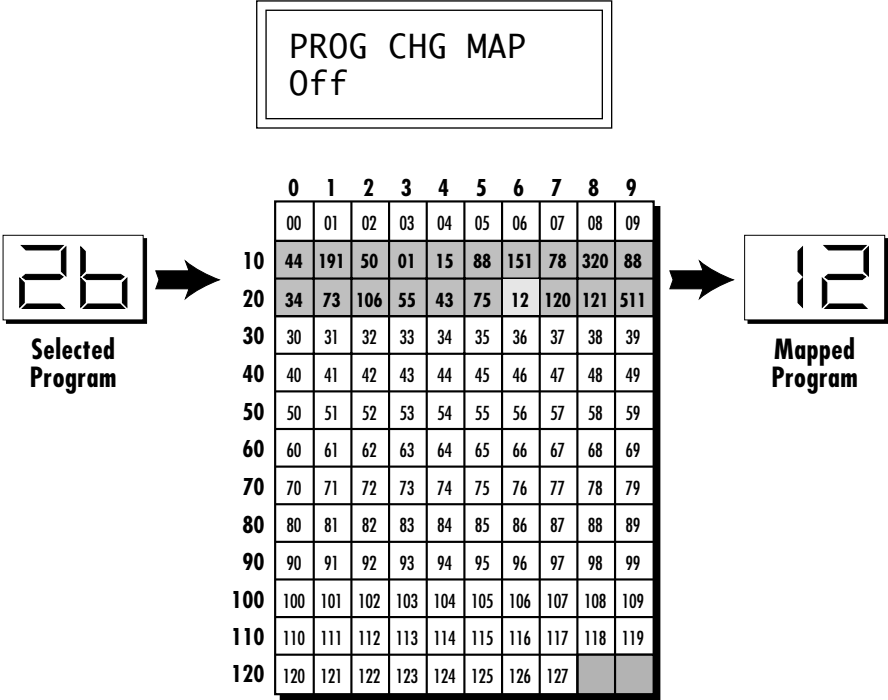 PROG CHG MAP
Off
0 1 2 3 4 5 6 7 8 9
00 01 02 03 04 05 06 07 08 09
10 44 191 50 01 15 88 151 78 320 88
20 34 73 106 55 43 75 12 120 121 511
30 30 31 32 33 34 35 36 37 38 39
40 40 41 42 43 44 45 46 47 48 49
50 50 51 52 53 54 55 56 57 58 59
60 60 61 62 63 64 65 66 67 68 69
70 70 71 72 73 74 75 76 77 78 79
80 80 81 82 83 84 85 86 87 88 89
90 90 91 92 93 94 95 96 97 98 99
100 100 101 102 103 104 105 106 107 108 109
110 110 111 112 113 114 115 116 117 118 119
120 120 121 122 123 124 125 126 127
26
Selected
Program
12
Mapped
Program